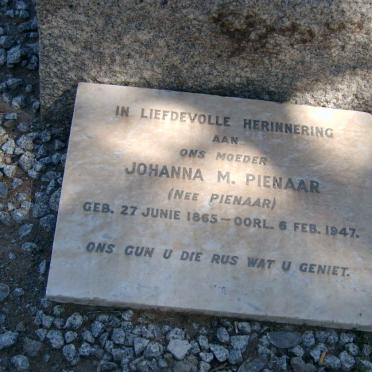 IN LIEFDEVOLLE HERINNERING
AAN
ONS MOEDER
JOHANNA M. PIENAAR
(NEE PIENAAR)
GEB. 27 JUNIE 1865 — OORL. 6 FEB. 1947.
ONS GUN U DIE RUS WAT U GENIET.